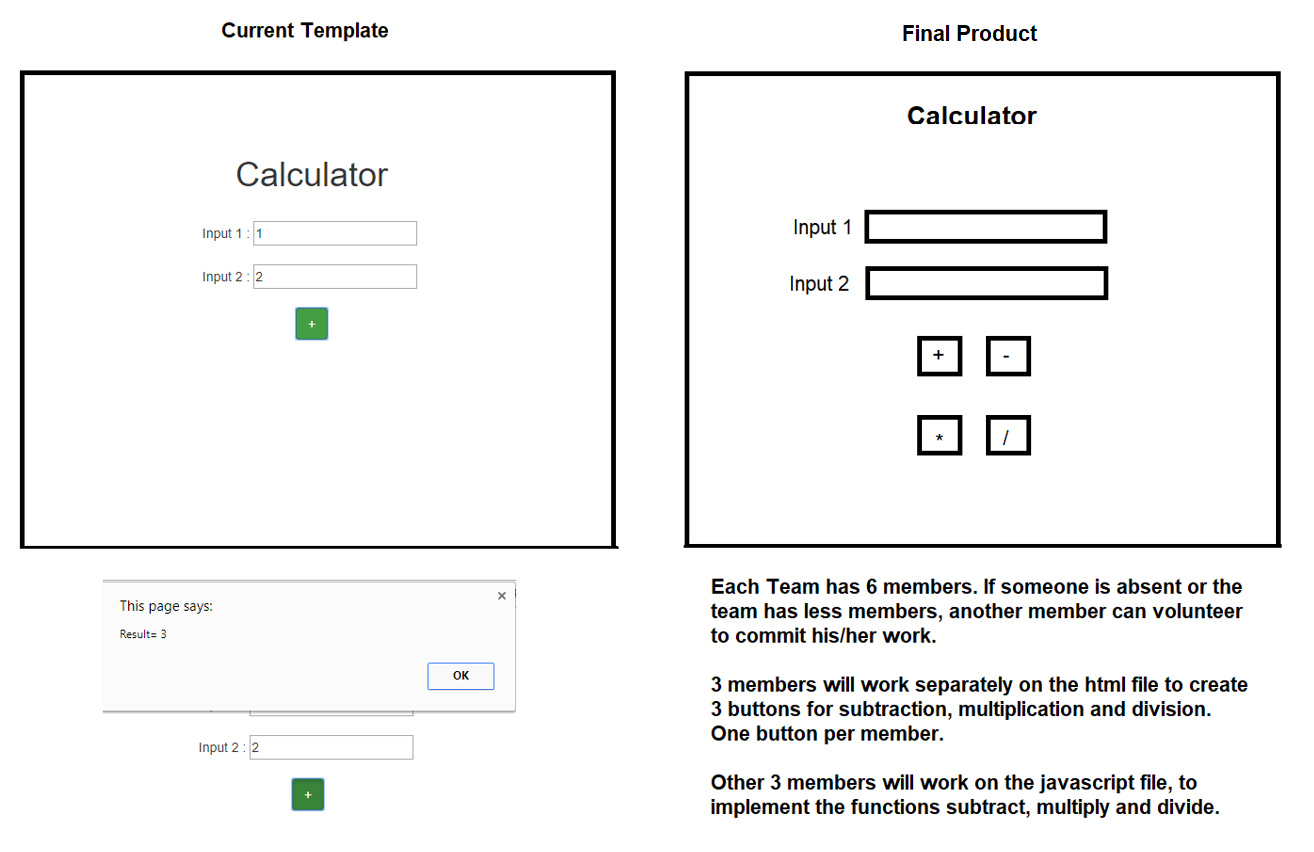 Current Template
Calculator
Input 1 : 1
Input 2 : 2
+
This page says:
×
Result= 3
OK
Input 2 : 2
+
Final Product
Calculator
Input 1
Input 2
+ -
* /
Each Team has 6 members. If someone is absent or the
team has less members, another member can volunteer
to commit his/her work.
3 members will work separately on the html file to create
3 buttons for subtraction, multiplication and division.
One button per member.
Other 3 members will work on the javascript file, to
implement the functions subtract, multiply and divide.